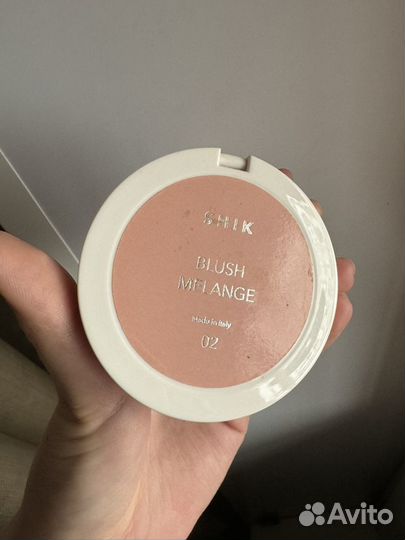 SHIK
BLUSH
MELANGE
Made in Italy
02
Avito